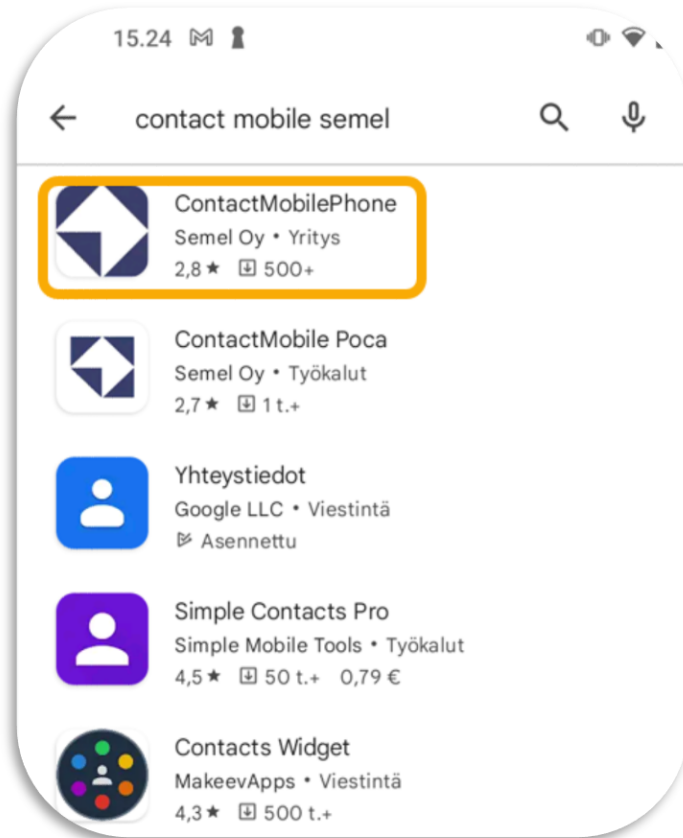 15.24
contact mobile semel
ContactMobilePhone
Semel Oy • Yritys
2,8★ 500+
ContactMobile Poca
Semel Oy • Työkalut
2,7★ 1 t.+
Yhteystiedot
Google LLC • Viestintä
Asennettu
Simple Contacts Pro
Simple Mobile Tools • Työkalut
4,5★ 50 t.+ 0,79 €
Contacts Widget
MakeevApps • Viestintä
4,3★ 500 t.+